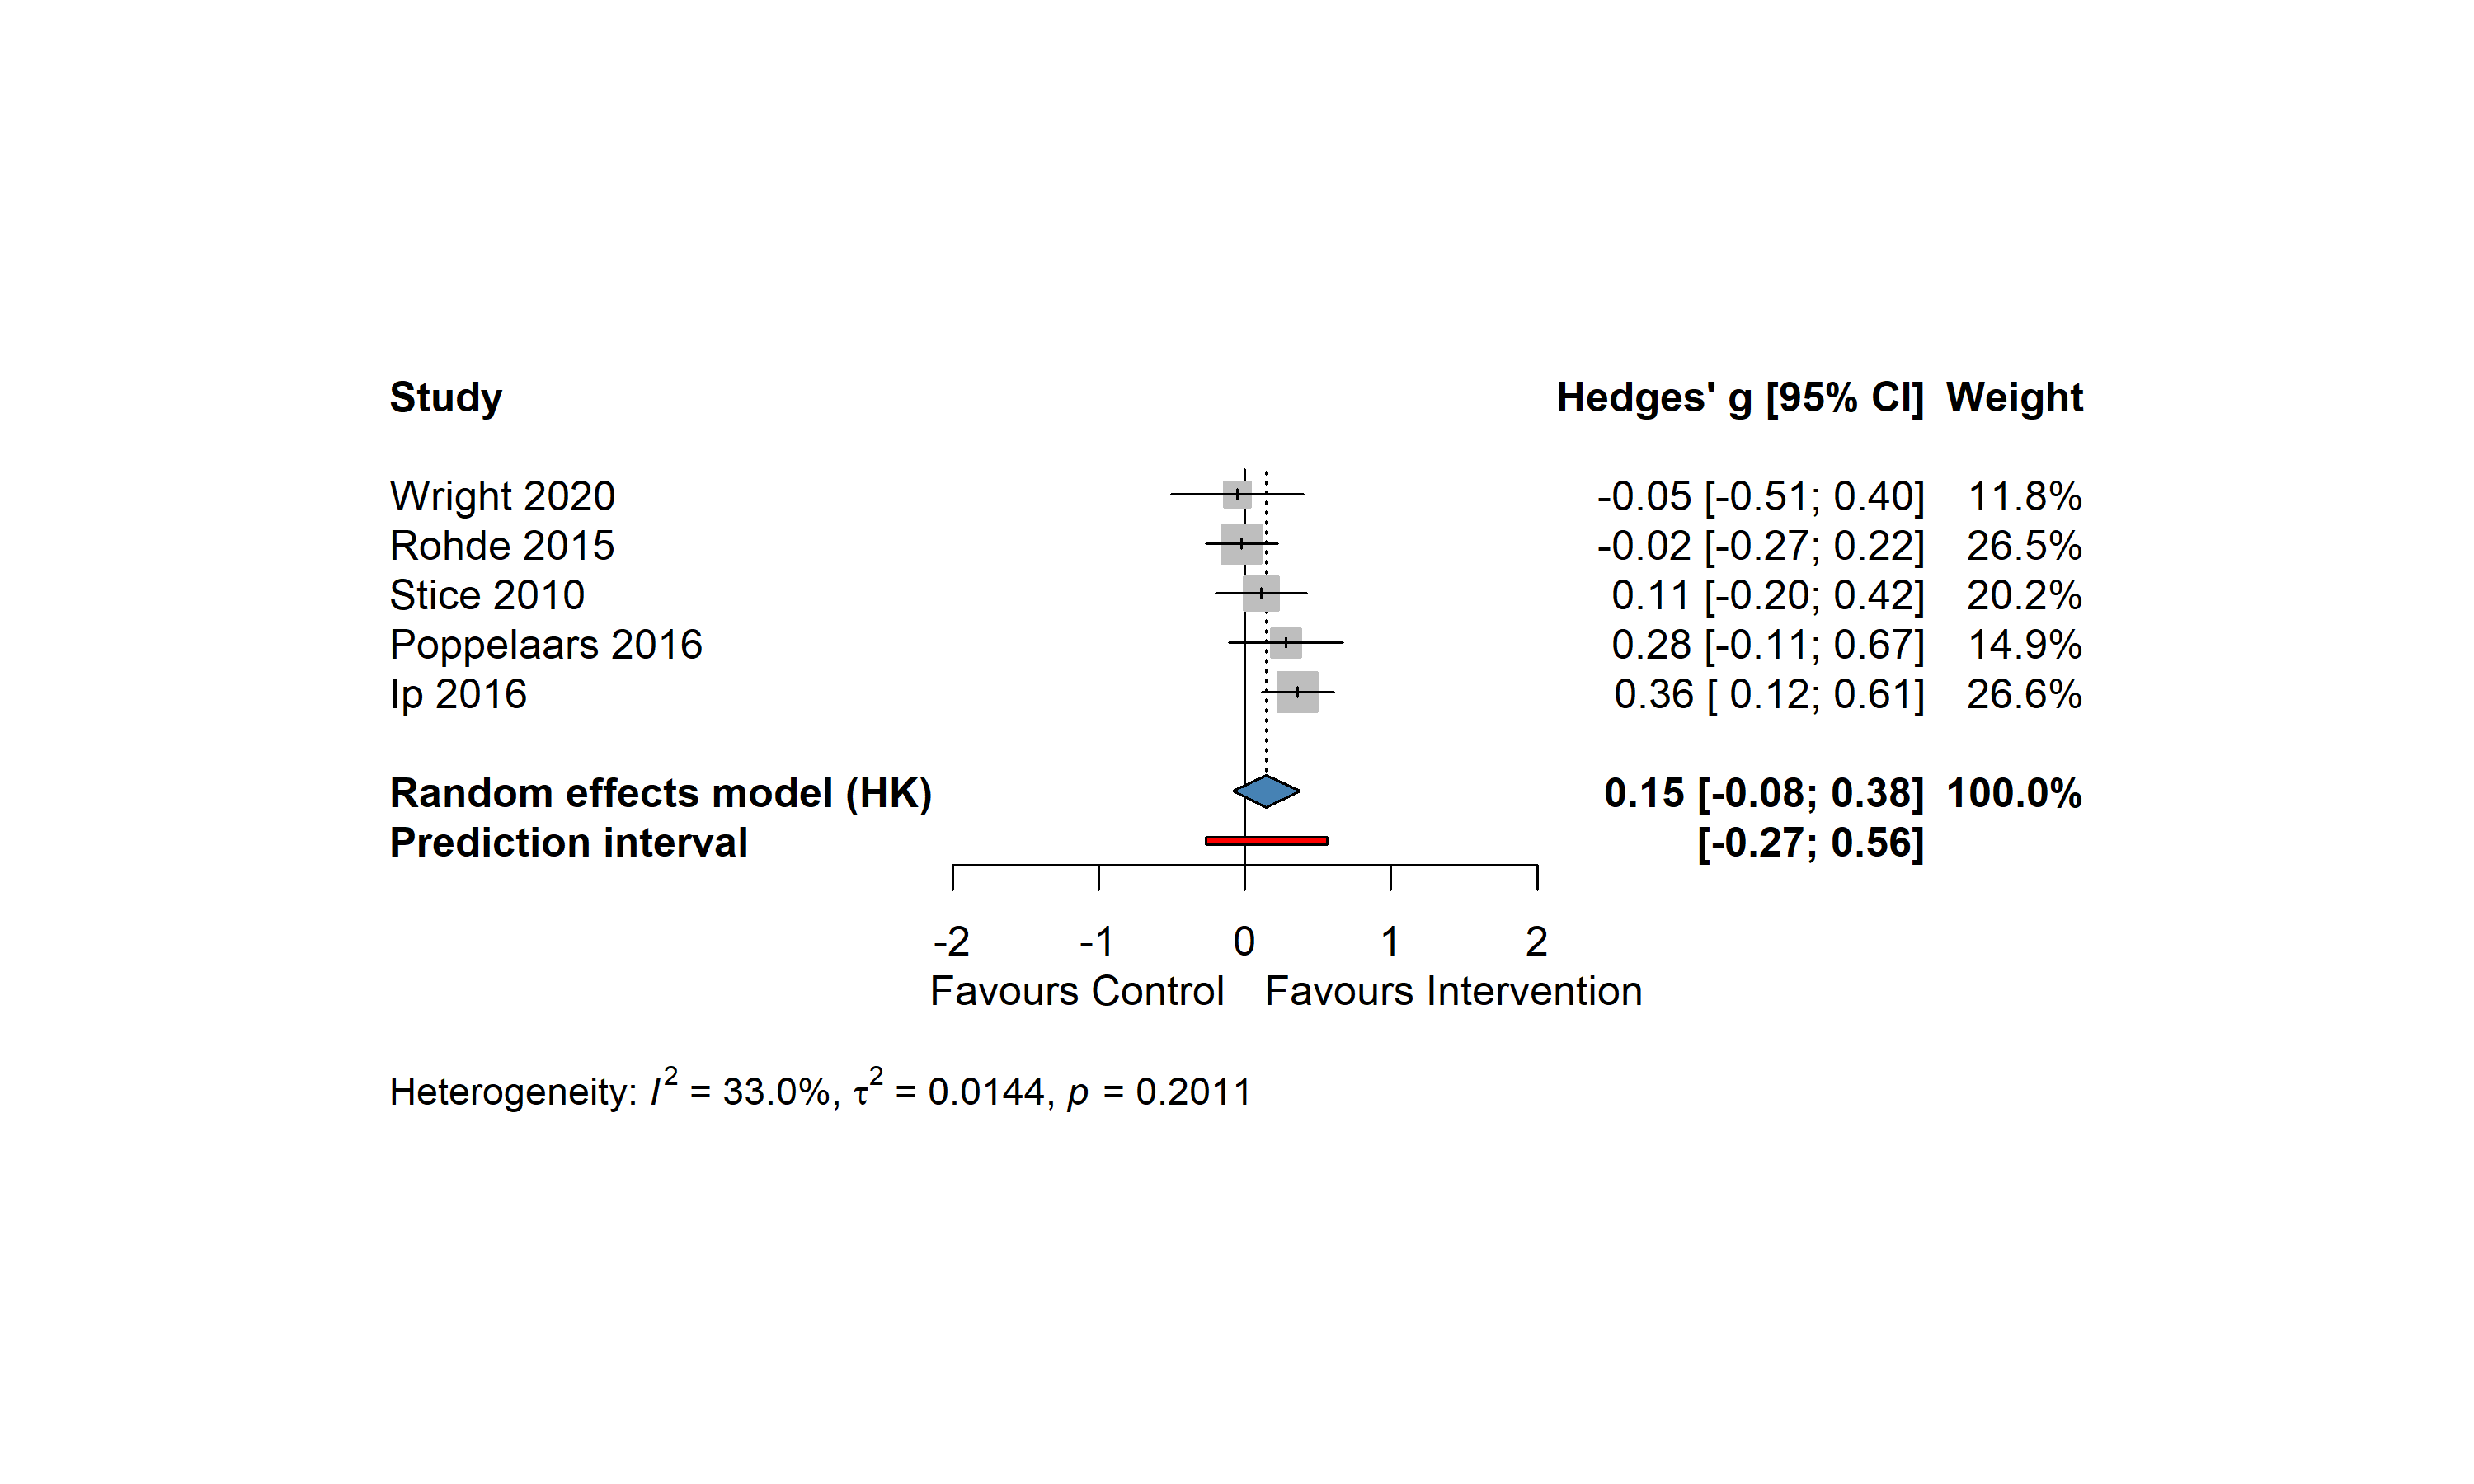 Study Hedges' g [95% CI] Weight
Wright 2020 -0.05 [-0.51; 0.40] 11.8%
Rohde 2015 -0.02 [-0.27; 0.22] 26.5%
Stice 2010 0.11 [-0.20; 0.42] 20.2%
Poppelaars 2016 0.28 [-0.11; 0.67] 14.9%
Ip 2016 0.36 [ 0.12; 0.61] 26.6%
Random effects model (HK) 0.15 [-0.08; 0.38] 100.0%
Prediction interval [-0.27; 0.56]
-2 -1 0 1 2
Favours Control Favours Intervention
Heterogeneity: I² = 33.0%, τ² = 0.0144, p = 0.2011